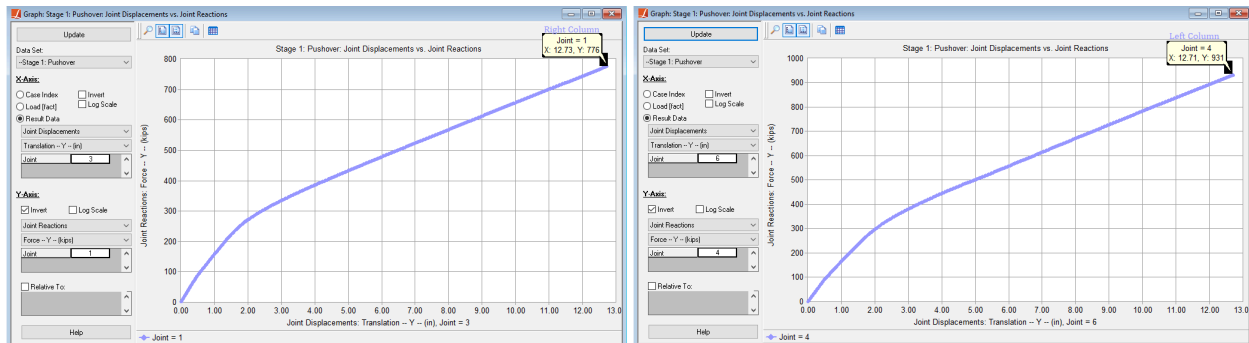 Graph: Stage 1: Pushover: Joint Displacements vs. Joint Reactions
Update
Data Set:
--Stage 1: Pushover
X-Axis:
Case Index
Invert
Load [fact]
Log Scale
Result Data
Joint Displacements
Translation -- Y -- (in)
Joint
3
Y-Axis:
Invert
Log Scale
Joint Reactions
Force -- Y -- (kips)
Joint
1
Relative To:
Help
Right Column
Stage 1: Pushover: Joint Displacements vs. Joint Reactions
Joint = 1
X: 12.73, Y: 776
Joint Reactions: Force -- Y -- (kips)
800
700
600
500
400
300
200
100
0
0.00 1.00 2.00 3.00 4.00 5.00 6.00 7.00 8.00 9.00 10.00 11.00 12.00 13.0
Joint Displacements: Translation -- Y -- (in), Joint = 3
Joint = 1
Graph: Stage 1: Pushover: Joint Displacements vs. Joint Reactions
Update
Data Set:
--Stage 1: Pushover
X-Axis:
Case Index
Invert
Load [fact]
Log Scale
Result Data
Joint Displacements
Translation -- Y -- (in)
Joint
6
Y-Axis:
Invert
Log Scale
Joint Reactions
Force -- Y -- (kips)
Joint
4
Relative To:
Help
Left Column
Stage 1: Pushover: Joint Displacements vs. Joint Reactions
Joint = 4
X: 12.71, Y: 931
Joint Reactions: Force -- Y -- (kips)
1000
900
800
700
600
500
400
300
200
100
0
0.00 1.00 2.00 3.00 4.00 5.00 6.00 7.00 8.00 9.00 10.00 11.00 12.00 13.0
Joint Displacements: Translation -- Y -- (in), Joint = 6
Joint = 4